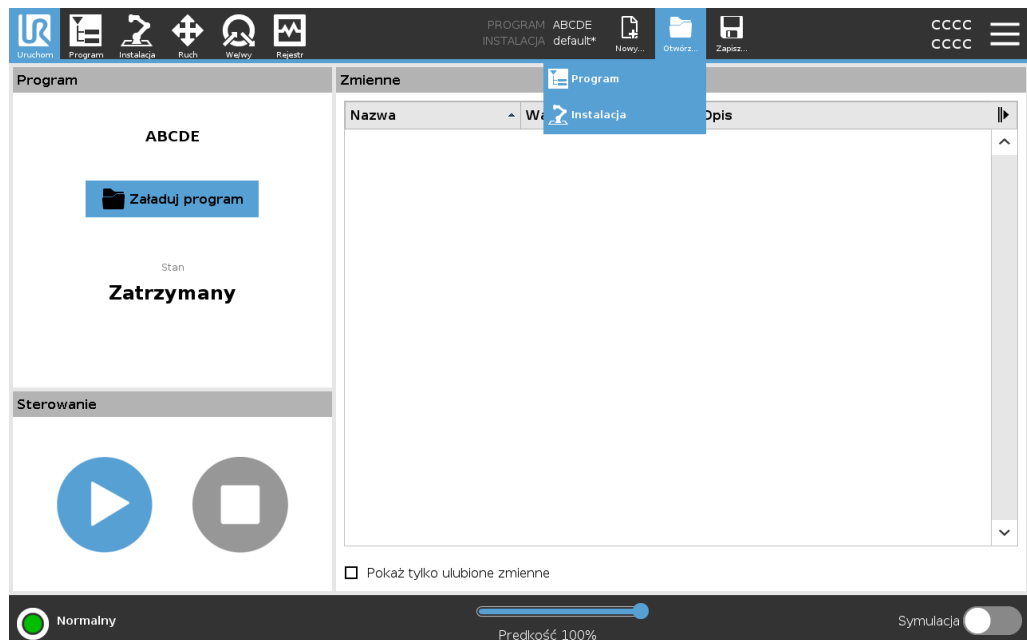 UR
Uruchom
Program
Instalacja
Ruch
We/wy
Rejestr
PROGRAM ABCDE
INSTALACJA default*
Nowy...
Otwórz...
Zapisz...
CCCC
CCCC
Program
Instalacja
Program
Zmienne
Nazwa
Opis
ABCDE
Załaduj program
Stan
Zatrzymany
Sterowanie
Pokaż tylko ulubione zmienne
Normalny
Prędkość 100%
Symulacja